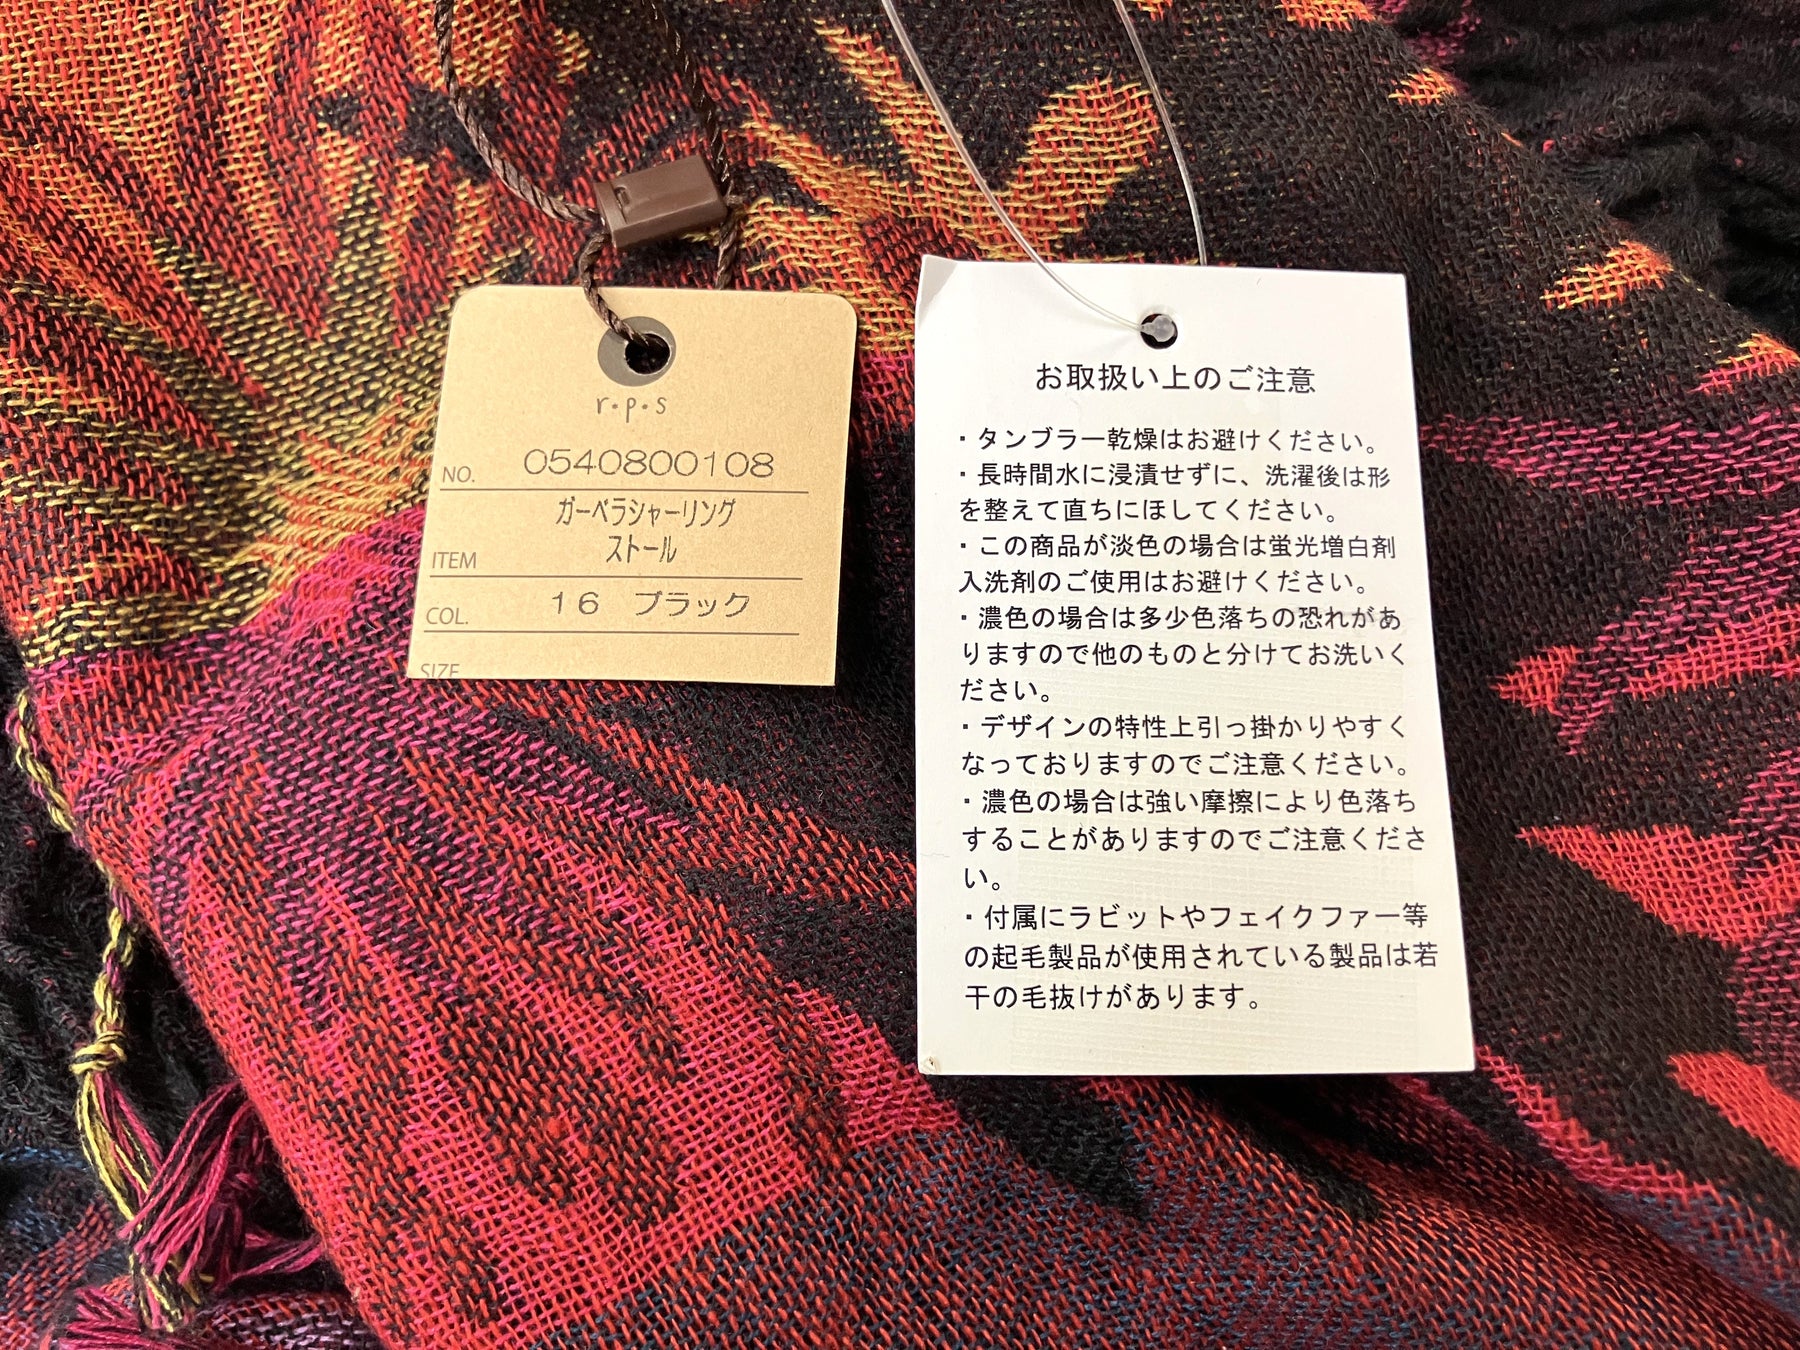 r・p・s
NO. 0540800108
ガーベラシャーリング
ITEM ストール
COL. 16 ブラック
SIZE
お取扱い上のご注意
・タンブラー乾燥はお避けください。
・長時間水に浸漬せずに、洗濯後は形
を整えて直ちにほしてください。
・この商品が淡色の場合は蛍光増白剤
入洗剤のご使用はお避けください。
・濃色の場合は多少色落ちの恐れがあ
りますので他のものと分けてお洗いく
ださい。
・デザインの特性上引っ掛かりやすく
なっておりますのでご注意ください。
・濃色の場合は強い摩擦により色落ち
することがありますのでご注意くださ
い。
・付属にラビットやフェイクファー等
の起毛製品が使用されている製品は若
干の毛抜けがあります。